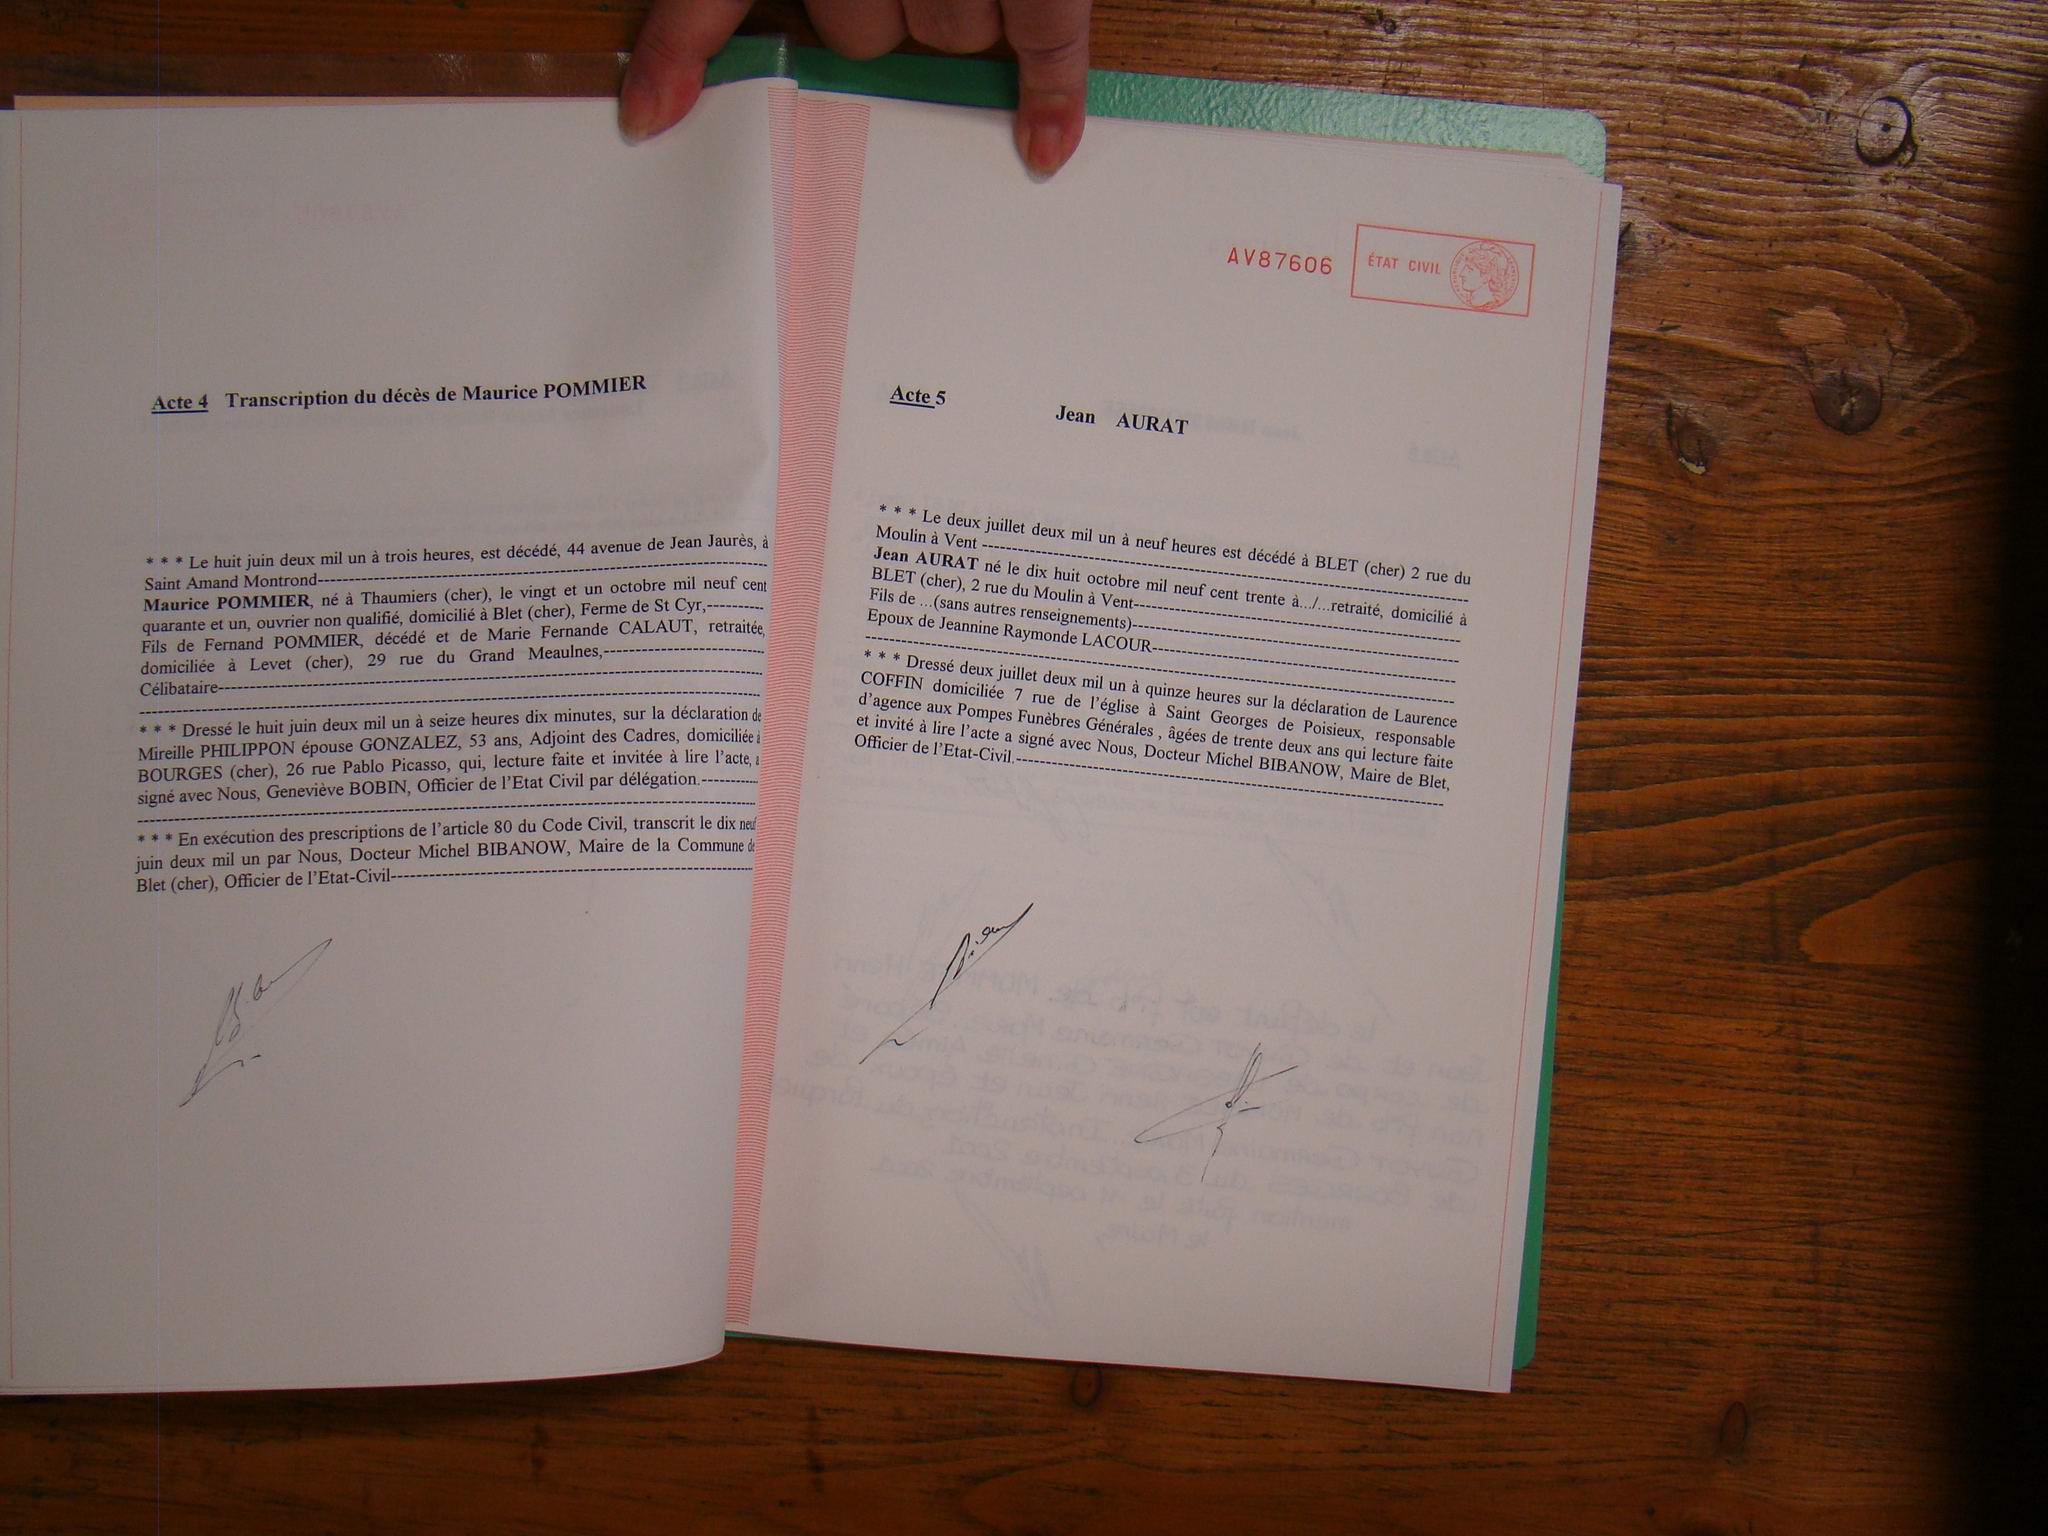 Acte 4 Transcription du décès de Maurice POMMIER
* * * Le huit juin deux mil un à trois heures, est décédé, 44 avenue de Jean Jaurès, à
Saint Amand Montrond------------------------------
Maurice POMMIER, né à Thaumiers (cher), le vingt et un octobre mil neuf cent
quarante et un, ouvrier non qualifié, domicilié à Blet (cher), Ferme de St Cyr,----------
Fils de Fernand POMMIER, décédé et de Marie Fernande CALAUT, retraitée,
domiciliée à Levet (cher), 29 rue du Grand Meaulnes,------------------------------
Célibataire------------------------------
* * * Dressé le huit juin deux mil un à seize heures dix minutes, sur la déclaration de
Mireille PHILIPPON épouse GONZALEZ, 53 ans, Adjoint des Cadres, domiciliée à
BOURGES (cher), 26 rue Pablo Picasso, qui, lecture faite et invitée à lire l'acte, a
signé avec Nous, Geneviève BOBIN, Officier de l'Etat Civil par délégation.----------
* * * En exécution des prescriptions de l'article 80 du Code Civil, transcrit le dix neuf
juin deux mil un par Nous, Docteur Michel BIBANOW, Maire de la Commune de
Blet (cher), Officier de l'Etat-Civil------------------------------
AV87606
ÉTAT CIVIL
Acte 5
Jean AURAT
* * * Le deux juillet deux mil un à neuf heures est décédé à BLET (cher) 2 rue du
Moulin à Vent ------------------------------
Jean AURAT né le dix huit octobre mil neuf cent trente à.../...retraité, domicilié à
BLET (cher), 2 rue du Moulin à Vent------------------------------
Fils de ...(sans autres renseignements)------------------------------
Epoux de Jeannine Raymonde LACOUR------------------------------
* * * Dressé deux juillet deux mil un à quinze heures sur la déclaration de Laurence
COFFIN domiciliée 7 rue de l'église à Saint Georges de Poisieux, responsable
d'agence aux Pompes Funèbres Générales , âgées de trente deux ans qui lecture faite
et invité à lire l'acte a signé avec Nous, Docteur Michel BIBANOW, Maire de Blet,
Officier de l'Etat-Civil.------------------------------